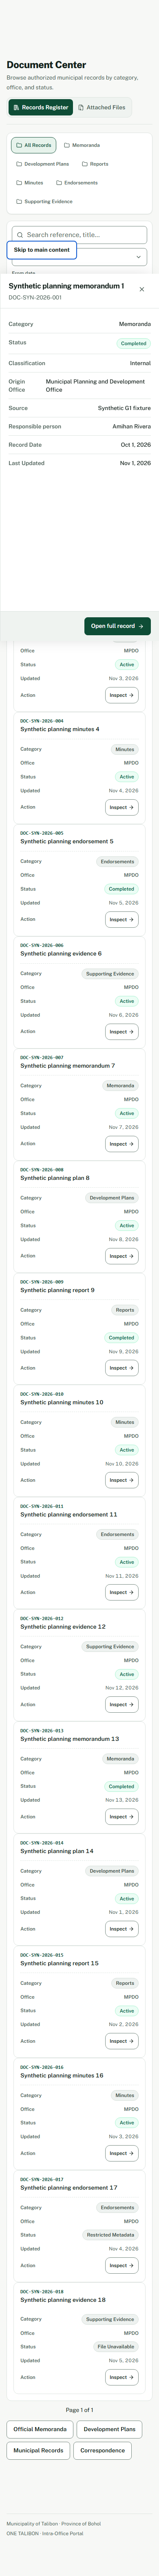 Document Center
Browse authorized municipal records by category,
office, and status.
Records Register
Attached Files
All Records
Memoranda
Development Plans
Reports
Minutes
Endorsements
Supporting Evidence
Search reference, title...
Skip to main content
Synthetic planning memorandum 1
DOC-SYN-2026-001
Category Memoranda
Status Completed
Classification Internal
Origin Office Municipal Planning and Development Office
Source Synthetic G1 fixture
Responsible person Amihan Rivera
Record Date Oct 1, 2026
Last Updated Nov 1, 2026
Open full record →
Office MPDO
Status Active
Updated Nov 3, 2026
Action Inspect →
DOC-SYN-2026-004
Synthetic planning minutes 4
Category Minutes
Office MPDO
Status Active
Updated Nov 4, 2026
Action Inspect →
DOC-SYN-2026-005
Synthetic planning endorsement 5
Category Endorsements
Office MPDO
Status Completed
Updated Nov 5, 2026
Action Inspect →
DOC-SYN-2026-006
Synthetic planning evidence 6
Category Supporting Evidence
Office MPDO
Status Active
Updated Nov 6, 2026
Action Inspect →
DOC-SYN-2026-007
Synthetic planning memorandum 7
Category Memoranda
Office MPDO
Status Active
Updated Nov 7, 2026
Action Inspect →
DOC-SYN-2026-008
Synthetic planning plan 8
Category Development Plans
Office MPDO
Status Active
Updated Nov 8, 2026
Action Inspect →
DOC-SYN-2026-009
Synthetic planning report 9
Category Reports
Office MPDO
Status Completed
Updated Nov 9, 2026
Action Inspect →
DOC-SYN-2026-010
Synthetic planning minutes 10
Category Minutes
Office MPDO
Status Active
Updated Nov 10, 2026
Action Inspect →
DOC-SYN-2026-011
Synthetic planning endorsement 11
Category Endorsements
Office MPDO
Status Active
Updated Nov 11, 2026
Action Inspect →
DOC-SYN-2026-012
Synthetic planning evidence 12
Category Supporting Evidence
Office MPDO
Status Active
Updated Nov 12, 2026
Action Inspect →
DOC-SYN-2026-013
Synthetic planning memorandum 13
Category Memoranda
Office MPDO
Status Completed
Updated Nov 13, 2026
Action Inspect →
DOC-SYN-2026-014
Synthetic planning plan 14
Category Development Plans
Office MPDO
Status Active
Updated Nov 1, 2026
Action Inspect →
DOC-SYN-2026-015
Synthetic planning report 15
Category Reports
Office MPDO
Status Active
Updated Nov 2, 2026
Action Inspect →
DOC-SYN-2026-016
Synthetic planning minutes 16
Category Minutes
Office MPDO
Status Active
Updated Nov 3, 2026
Action Inspect →
DOC-SYN-2026-017
Synthetic planning endorsement 17
Category Endorsements
Office MPDO
Status Restricted Metadata
Updated Nov 4, 2026
Action Inspect →
DOC-SYN-2026-018
Synthetic planning evidence 18
Category Supporting Evidence
Office MPDO
Status File Unavailable
Updated Nov 5, 2026
Action Inspect →
Page 1 of 1
Official Memoranda
Development Plans
Municipal Records
Correspondence
Municipality of Talibon · Province of Bohol
ONE TALIBON · Intra-Office Portal